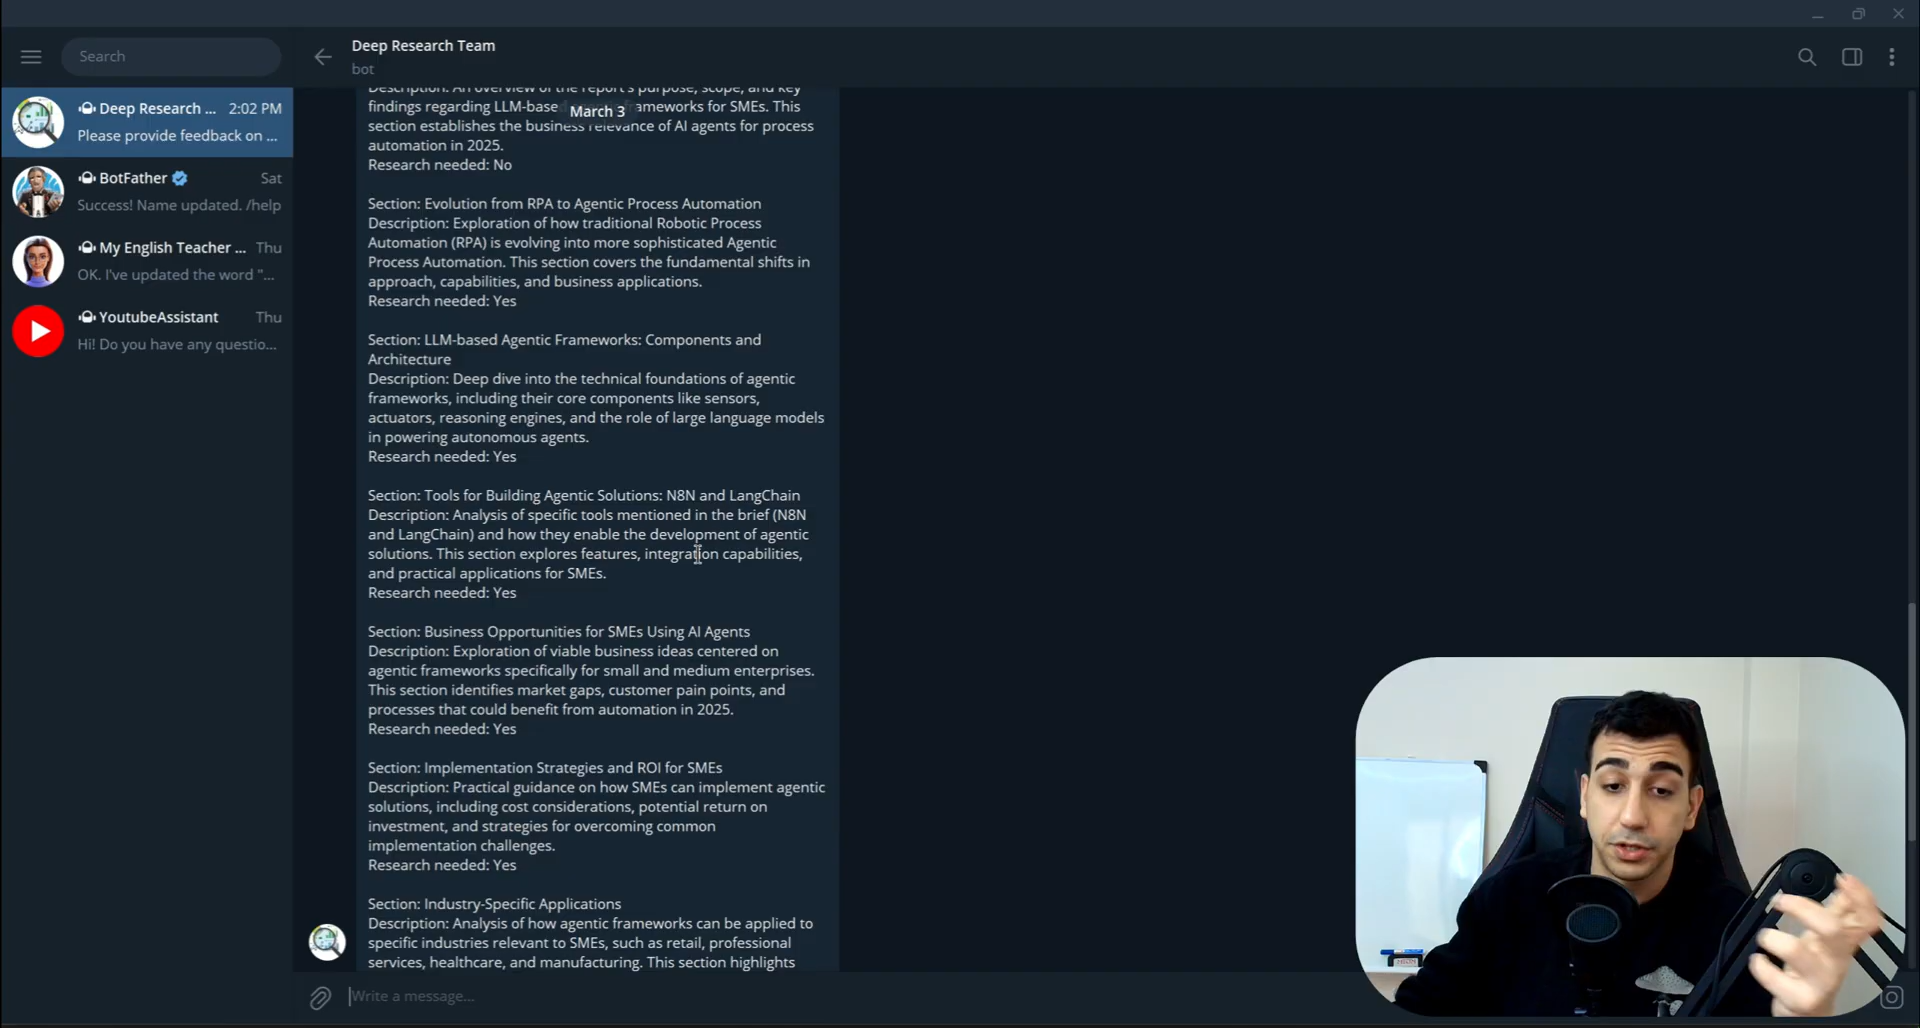 Search
Deep Research ... 2:02 PM
Please provide feedback on ...
BotFather Sat
Success! Name updated. /help
My English Teacher ... Thu
OK. I've updated the word "...
YoutubeAssistant Thu
Hi! Do you have any questio...
Deep Research Team
bot
March 3
Description: An overview of the report's purpose, scope, and key
findings regarding LLM-based ameworks for SMEs. This
section establishes the business relevance of AI agents for process
automation in 2025.
Research needed: No
Section: Evolution from RPA to Agentic Process Automation
Description: Exploration of how traditional Robotic Process
Automation (RPA) is evolving into more sophisticated Agentic
Process Automation. This section covers the fundamental shifts in
approach, capabilities, and business applications.
Research needed: Yes
Section: LLM-based Agentic Frameworks: Components and
Architecture
Description: Deep dive into the technical foundations of agentic
frameworks, including their core components like sensors,
actuators, reasoning engines, and the role of large language models
in powering autonomous agents.
Research needed: Yes
Section: Tools for Building Agentic Solutions: N8N and LangChain
Description: Analysis of specific tools mentioned in the brief (N8N
and LangChain) and how they enable the development of agentic
solutions. This section explores features, integration capabilities,
and practical applications for SMEs.
Research needed: Yes
Section: Business Opportunities for SMEs Using AI Agents
Description: Exploration of viable business ideas centered on
agentic frameworks specifically for small and medium enterprises.
This section identifies market gaps, customer pain points, and
processes that could benefit from automation in 2025.
Research needed: Yes
Section: Implementation Strategies and ROI for SMEs
Description: Practical guidance on how SMEs can implement agentic
solutions, including cost considerations, potential return on
investment, and strategies for overcoming common
implementation challenges.
Research needed: Yes
Section: Industry-Specific Applications
Description: Analysis of how agentic frameworks can be applied to
specific industries relevant to SMEs, such as retail, professional
services, healthcare, and manufacturing. This section highlights
Write a message...